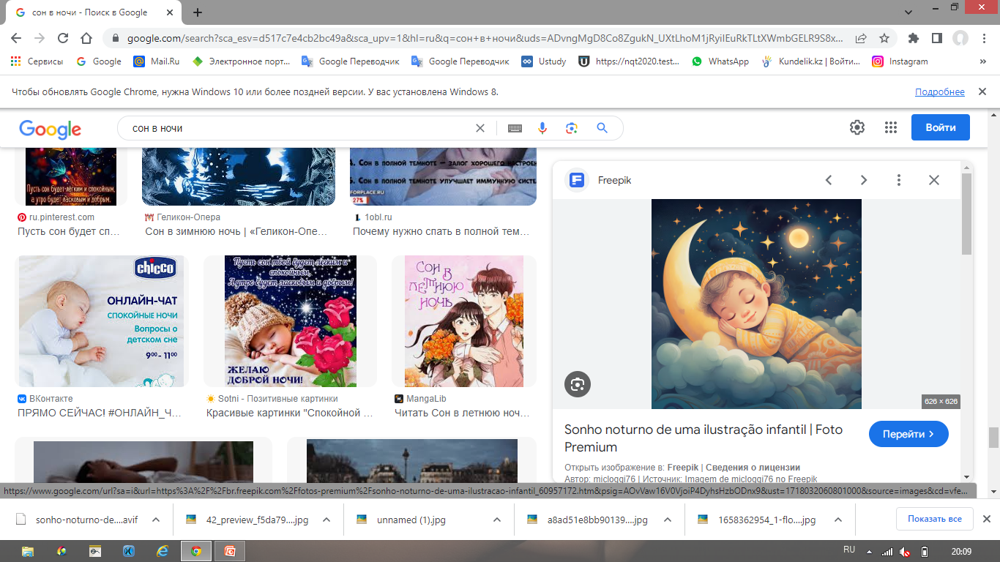 сон в ночи - Поиск в Google
google.com/search?sca_esv=d517c7e4cb2bc49a&sca_upv=1&hl=ru&q=сон+в+ночи&uds=ADvngMgD8Co8ZgukN_UXtLhoM1jRyilEuRkTLtXWmbGELR9S8x...
Сервисы Google Mail.Ru Электронное порт... Google Переводчик Google Переводчик Ustudy https://nqt2020.test... WhatsApp Kundelik.kz | Войти... Instagram »
Чтобы обновлять Google Chrome, нужна Windows 10 или более поздней версии. У вас установлена Windows 8. Подробнее
Google сон в ночи Войти
Пусть сон будет лёгким и спокойным,
а утро будет ласковым и добрым.
4. Сон в полной темноте — залог хорошего настроен
5. Сон в полной темноте улучшает иммунную систе
FORPLACE.RU
27%
ru.pinterest.com
Пусть сон будет сп...
Геликон-Опера
Сон в зимнюю ночь | «Геликон-Опе...
1obl.ru
Почему нужно спать в полной тем...
chicco
ОНЛАЙН-ЧАТ
СПОКОЙНЫЕ НОЧИ
Вопросы о
детском сне
9⁰⁰ - 11⁰⁰
Пусть сон твой будет лёгким и
спокойным,
А утро будет ласковым и добрым!
ЖЕЛАЮ
ДОБРОЙ НОЧИ!
СОН В
ЛЕТНЮЮ
НОЧЬ
ВКонтакте
ПРЯМО СЕЙЧАС! #ОНЛАЙН_Ч...
Sotni - Позитивные картинки
Красивые картинки "Спокойной ...
MangaLib
Читать Сон в летнюю ноч...
Freepik
626 × 626
Sonho noturno de uma ilustração infantil | Foto
Premium
Перейти
Открыть изображение в: Freepik | Сведения о лицензии
Автор: micloggi76 | Источник: Imagem de micloggi76 no Freepik
https://www.google.com/url?sa=i&url=https%3A%2F%2Fbr.freepik.com%2Ffotos-premium%2Fsonho-noturno-de-uma-ilustracao-infantil_60957172.htm&psig=AOvVaw16V0VjoiP4DyhsHzbODnx9&ust=1718032060801000&source=images&cd=vfe...
sonho-noturno-de....avif 42_preview_f5da79....jpg unnamed (1).jpg a8ad51e8bb90139....jpg 1658362954_1-flo....jpg Показать все
RU 20:09